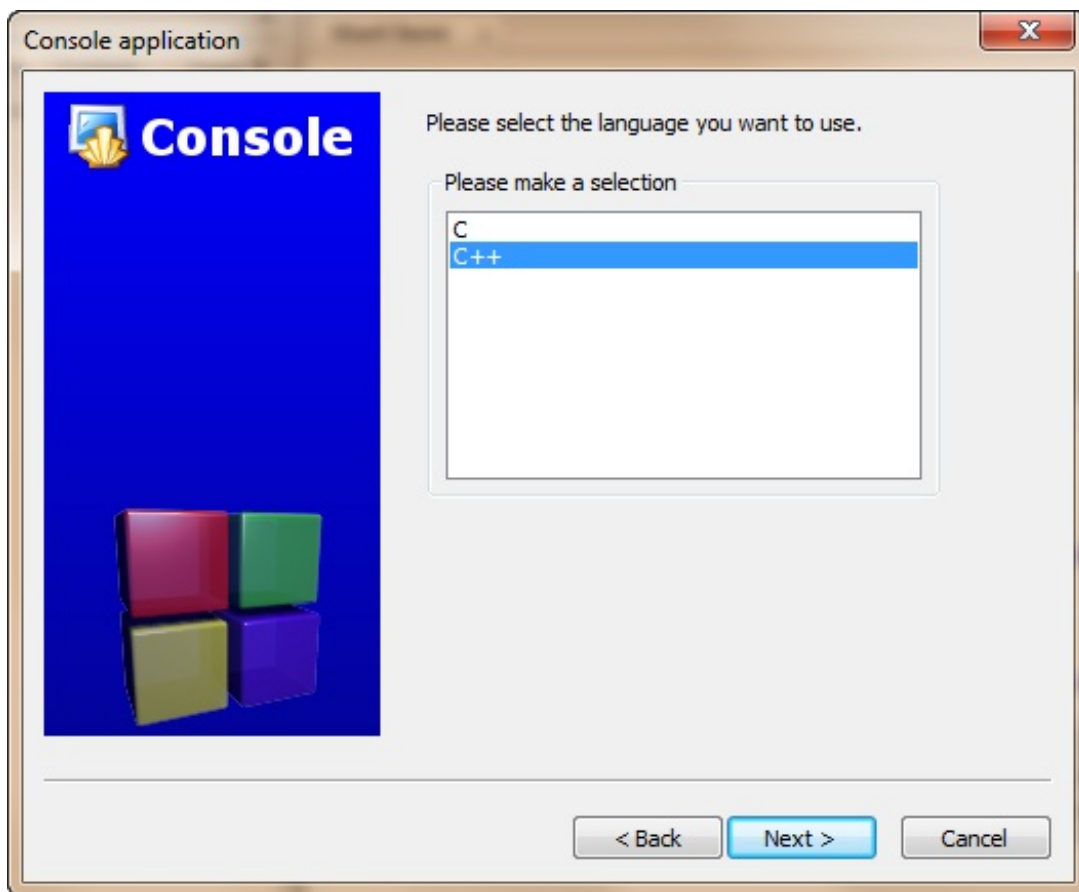 Console application
Console
Please select the language you want to use.
Please make a selection
C
C++
< Back
Next >
Cancel